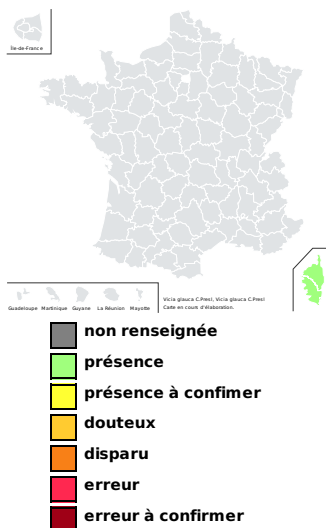 Île-de-France
Guadeloupe Martinique Guyane La Réunion Mayotte
Vicia glauca C.Presl, Vicia glauca C.Presl
Carte en cours d'élaboration.
non renseignée
présence
présence à confimer
douteux
disparu
erreur
erreur à confirmer